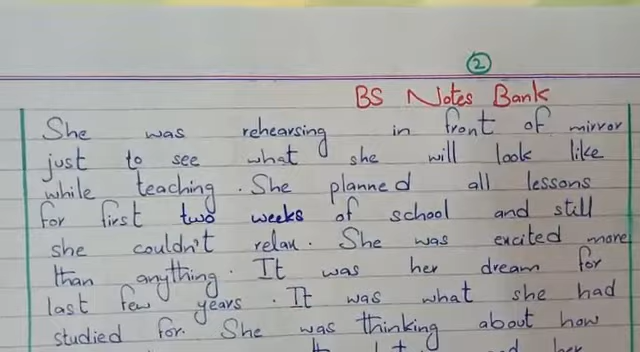 2
BS Notes Bank
She was rehearsing in front of mirror
just to see what she will look like
while teaching. She planned all lessons
for first two weeks of school and still
she couldn't relax. She was excited more
than anything. It was her dream for
last few years. It was what she had
studied for. She was thinking about how
her